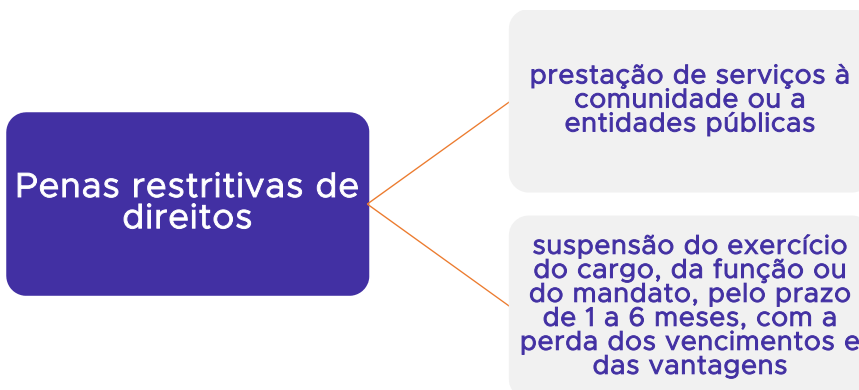 Penas restritivas de
direitos
prestação de serviços à
comunidade ou a
entidades públicas
suspensão do exercício
do cargo, da função ou
do mandato, pelo prazo
de 1 a 6 meses, com a
perda dos vencimentos e
das vantagens